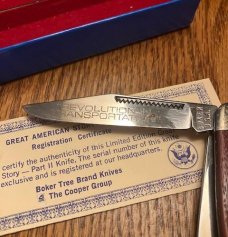 REVOLUTION IN
TRANSPORTATION
GREAT AMERICAN
Registration Certificate
certify the authenticity of this Limited Edition
Story — Part II Knife. The serial number of this knife
exclusive and is registered at our headquarters.
Boker Tree Brand Knives
& The Cooper Group